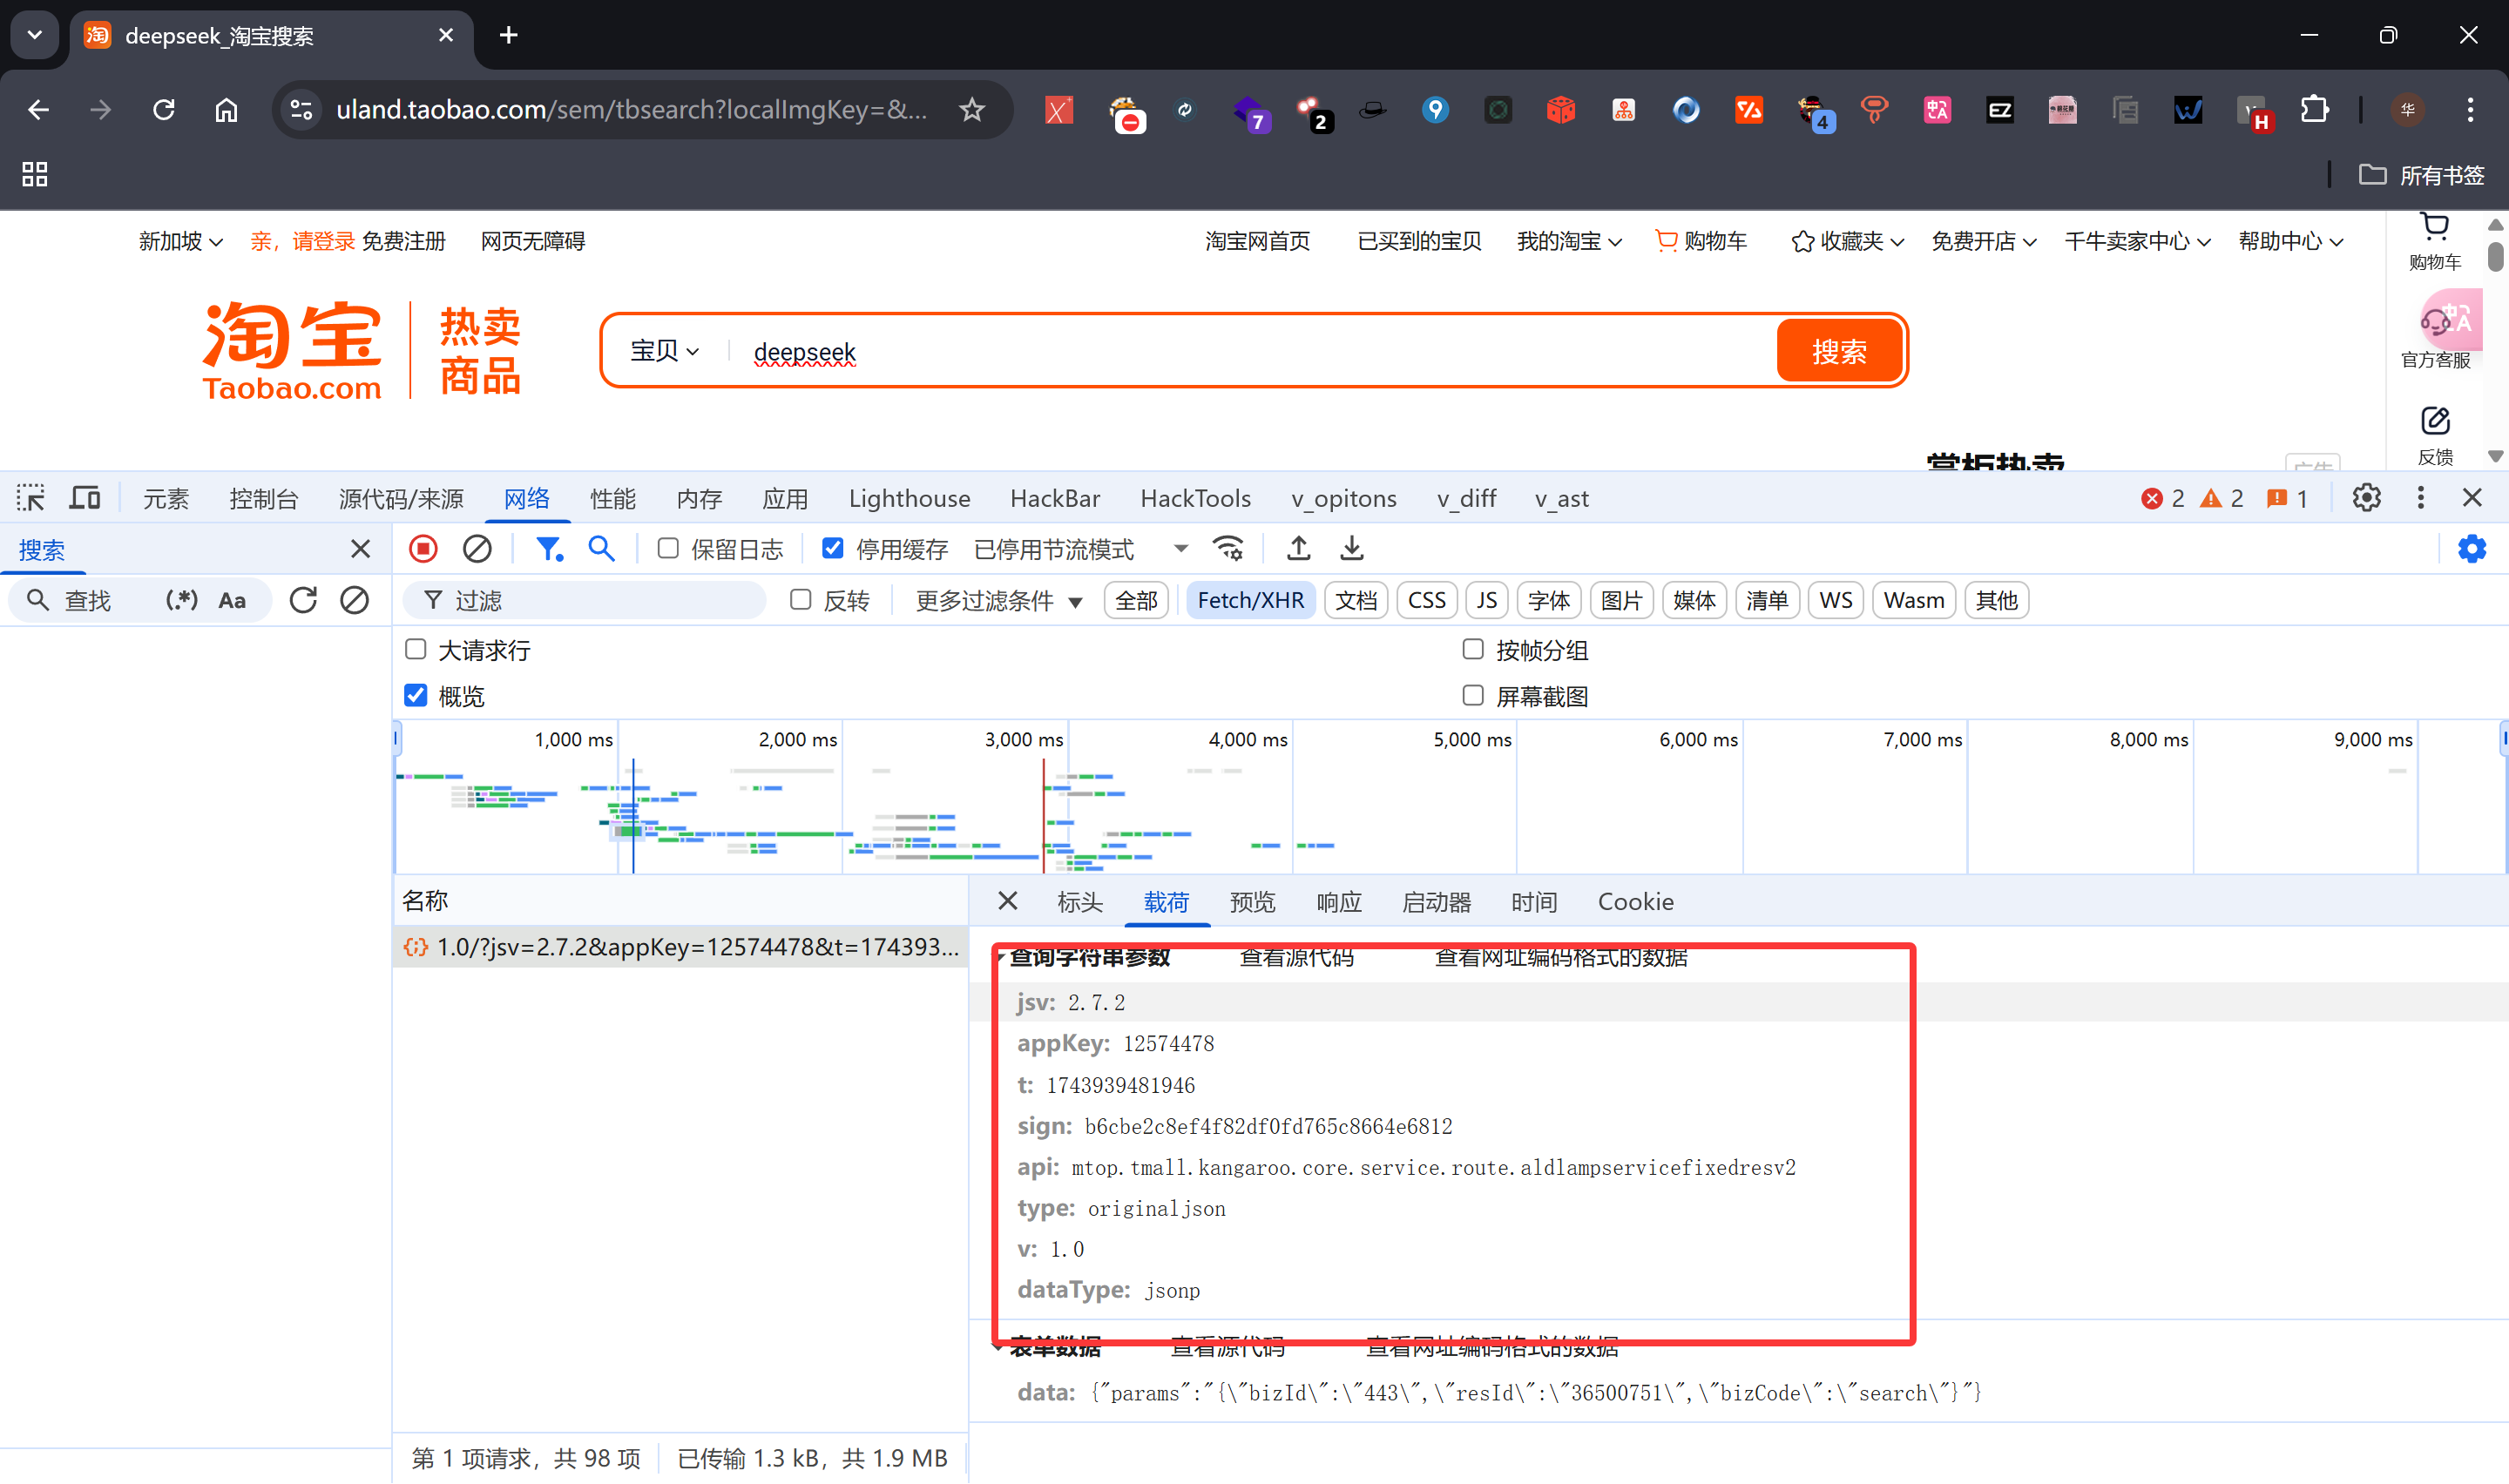 deepseek_淘宝搜索
uland.taobao.com/sem/tbsearch?localImgKey=&...
7
2
4
H
华
所有书签
新加坡
亲，请登录 免费注册
网页无障碍
淘宝网首页
已买到的宝贝
我的淘宝
购物车
收藏夹
免费开店
千牛卖家中心
帮助中心
购物车
淘宝
Taobao.com
热卖
商品
宝贝
deepseek
搜索
官方客服
反馈
掌柜热卖
广告
元素
控制台
源代码/来源
网络
性能
内存
应用
Lighthouse
HackBar
HackTools
v_opitons
v_diff
v_ast
2
2
1
搜索
保留日志
停用缓存
已停用节流模式
查找
(.*)
Aa
过滤
反转
更多过滤条件
全部
Fetch/XHR
文档
CSS
JS
字体
图片
媒体
清单
WS
Wasm
其他
大请求行
按帧分组
概览
屏幕截图
1,000 ms
2,000 ms
3,000 ms
4,000 ms
5,000 ms
6,000 ms
7,000 ms
8,000 ms
9,000 ms
名称
标头
载荷
预览
响应
启动器
时间
Cookie
1.0/?jsv=2.7.2&appKey=12574478&t=174393...
查询字符串参数
查看源代码
查看网址编码格式的数据
jsv: 2.7.2
appKey: 12574478
t: 1743939481946
sign: b6cbe2c8ef4f82df0fd765c8664e6812
api: mtop.tmall.kangaroo.core.service.route.aldlampservicefixedresv2
type: originaljson
v: 1.0
dataType: jsonp
表单数据
查看源代码
查看网址编码格式的数据
data: {"params":"{\"bizId\":\"443\",\"resId\":\"36500751\",\"bizCode\":\"search\"}"}
第 1 项请求，共 98 项
已传输 1.3 kB，共 1.9 MB